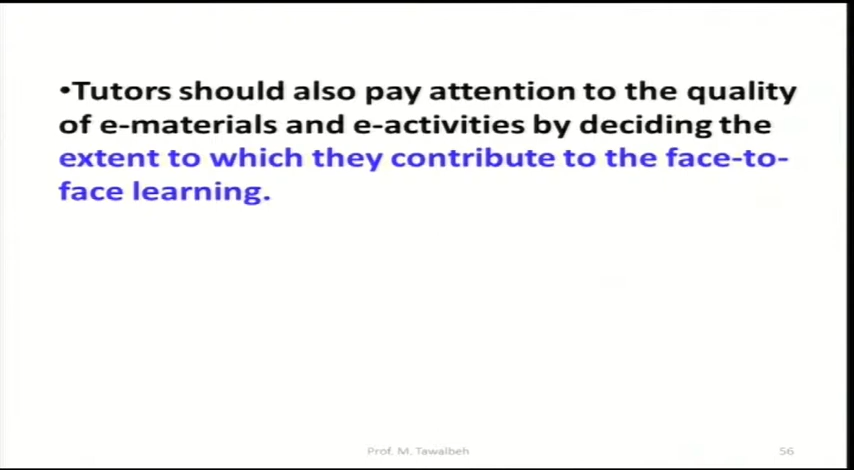 •Tutors should also pay attention to the quality
of e-materials and e-activities by deciding the
extent to which they contribute to the face-to-
face learning.
Prof. M. Tawalbeh
56